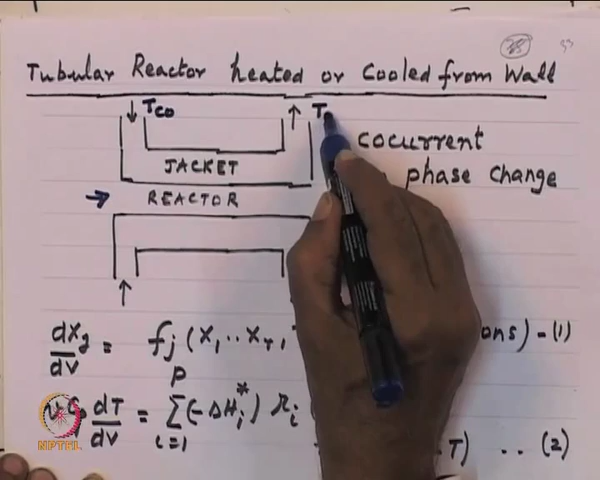 Tubular Reactor heated or Cooled from Wall
↓ Tco ↑ T
cocurrent
JACKET
phase change
→ REACTOR
↑
dXj/dV = fj (X1..Xr, ons) - (1)
dT/dV = Σ(-ΔHi*) ri T) .. (2)
p
i=1
NPTEL